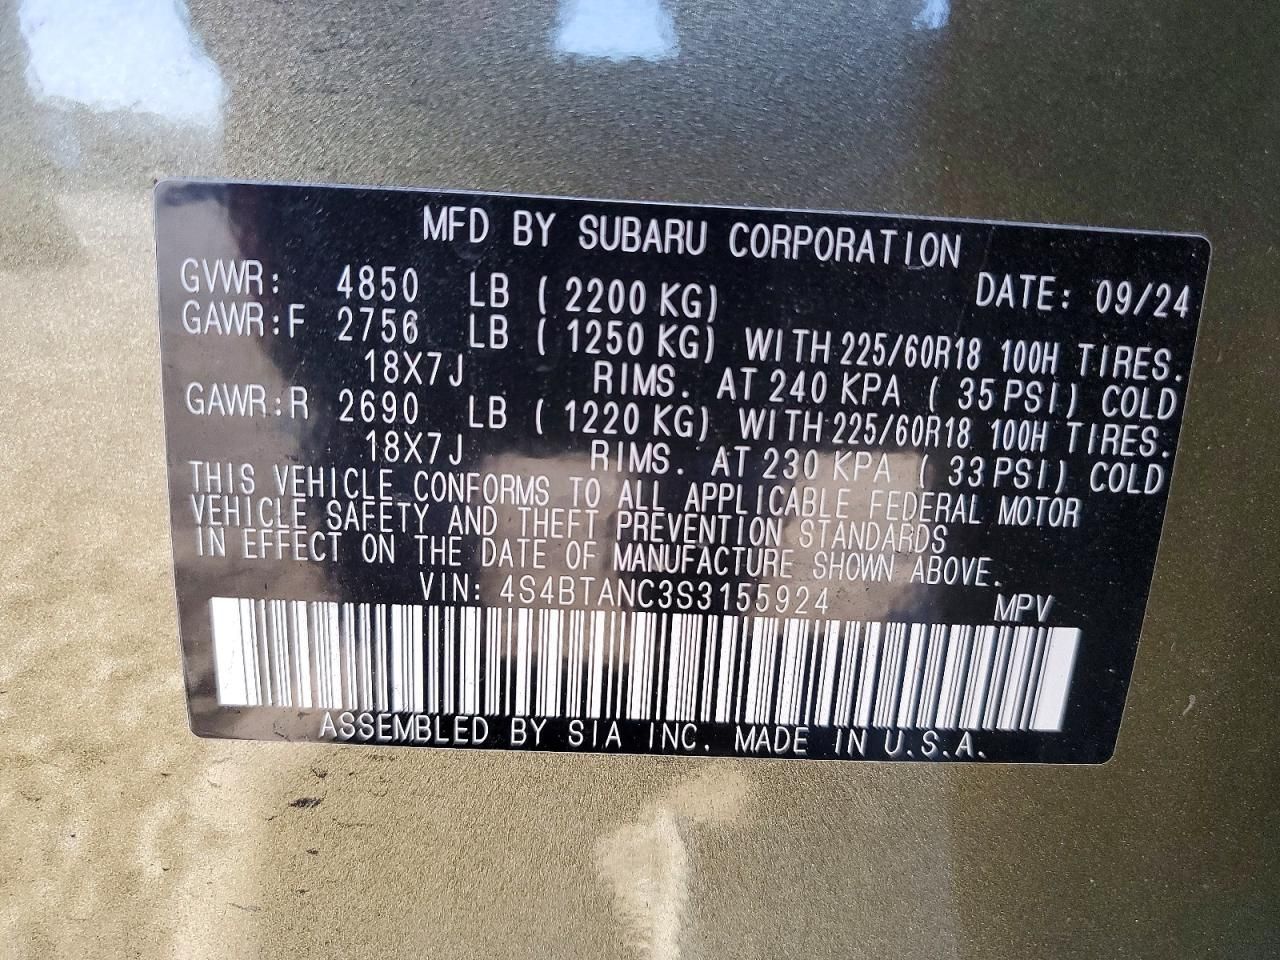 MFD BY SUBARU CORPORATION
GVWR: 4850 LB ( 2200 KG) DATE: 09/24
GAWR:F 2756 LB ( 1250 KG) WITH 225/60R18 100H TIRES.
18X7J RIMS. AT 240 KPA ( 35 PSI) COLD
GAWR:R 2690 LB ( 1220 KG) WITH 225/60R18 100H TIRES.
18X7J RIMS. AT 230 KPA ( 33 PSI) COLD
THIS VEHICLE CONFORMS TO ALL APPLICABLE FEDERAL MOTOR
VEHICLE SAFETY AND THEFT PREVENTION STANDARDS
IN EFFECT ON THE DATE OF MANUFACTURE SHOWN ABOVE.
VIN: 4S4BTANC3S3155924 MPV
ASSEMBLED BY SIA INC. MADE IN U.S.A.